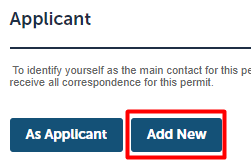 Applicant
To identify yourself as the main contact for this
receive all correspondence for this permit.
As Applicant
Add New